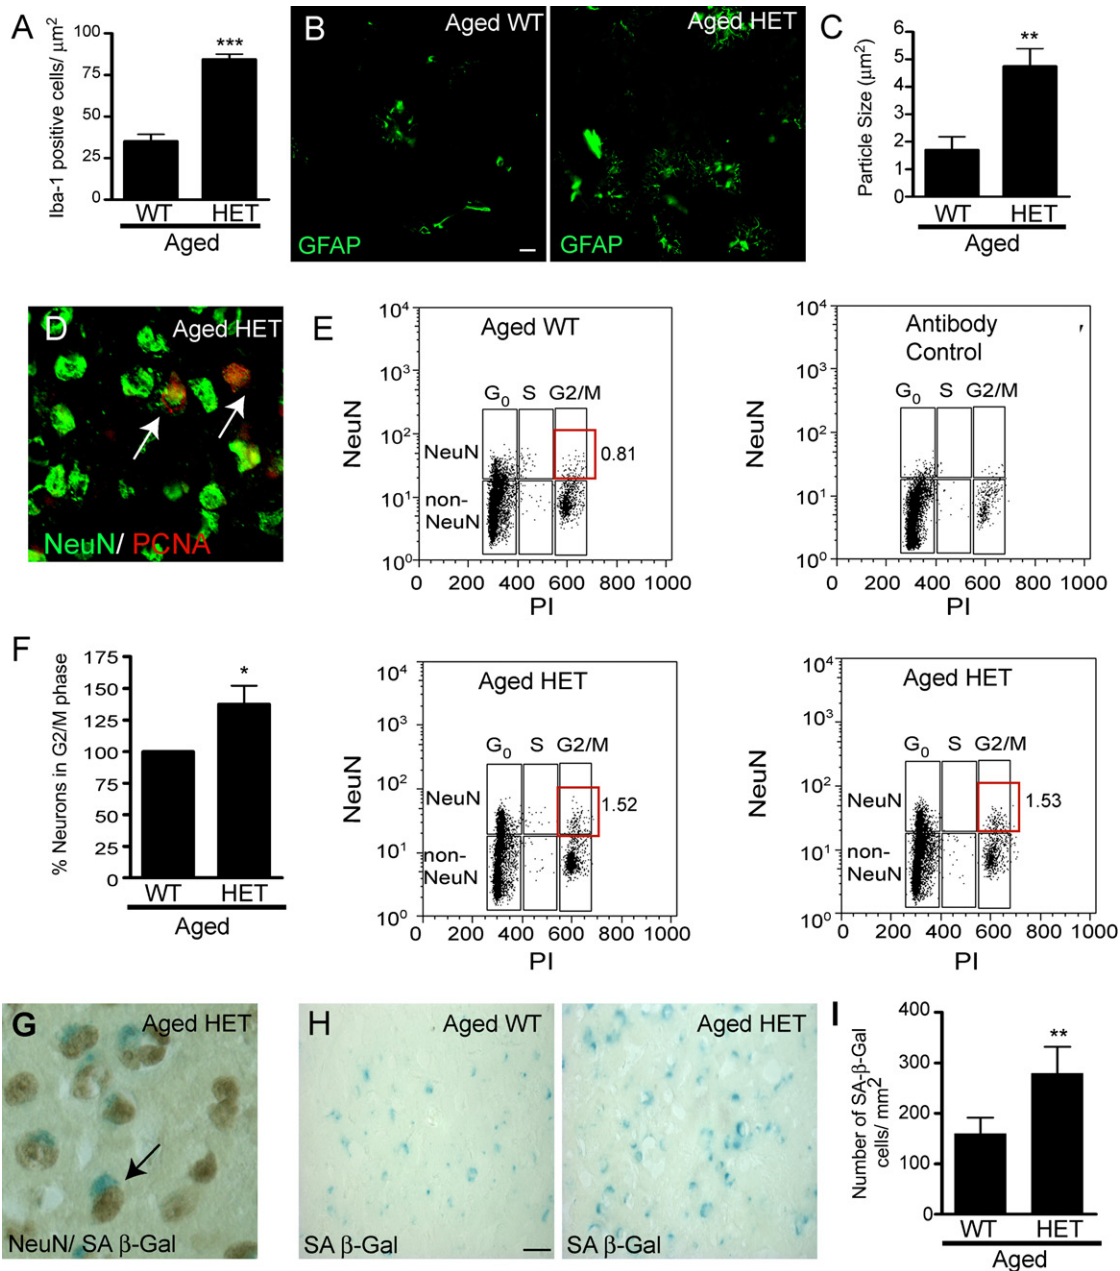 A
Iba-1 positive cells/ μm2
100
75
50
25
0
***
WT HET
Aged
B
Aged WT
GFAP
Aged HET
GFAP
C
Particle Size (μm²)
6
5
4
3
2
1
0
**
WT HET
Aged
D
Aged HET
NeuN/ PCNA
E
Aged WT
NeuN
10⁴
10³
10²
10¹
10⁰
G₀ S G2/M
NeuN
non-
NeuN
0.81
0 200 400 600 800 1000
PI
Antibody
Control
NeuN
10⁴
10³
10²
10¹
10⁰
G₀ S G2/M
0 200 400 600 800 1000
PI
F
% Neurons in G2/M phase
175
150
125
100
75
50
25
0
*
WT HET
Aged
Aged HET
NeuN
10⁴
10³
10²
10¹
10⁰
G₀ S G2/M
NeuN
non-
NeuN
1.52
0 200 400 600 800 1000
PI
Aged HET
NeuN
10⁴
10³
10²
10¹
10⁰
G₀ S G2/M
NeuN
non-
NeuN
1.53
0 200 400 600 800 1000
PI
G
Aged HET
NeuN/ SA β-Gal
H
Aged WT
SA β-Gal
Aged HET
SA β-Gal
I
Number of SA-β-Gal
cells/ mm²
400
300
200
100
0
**
WT HET
Aged